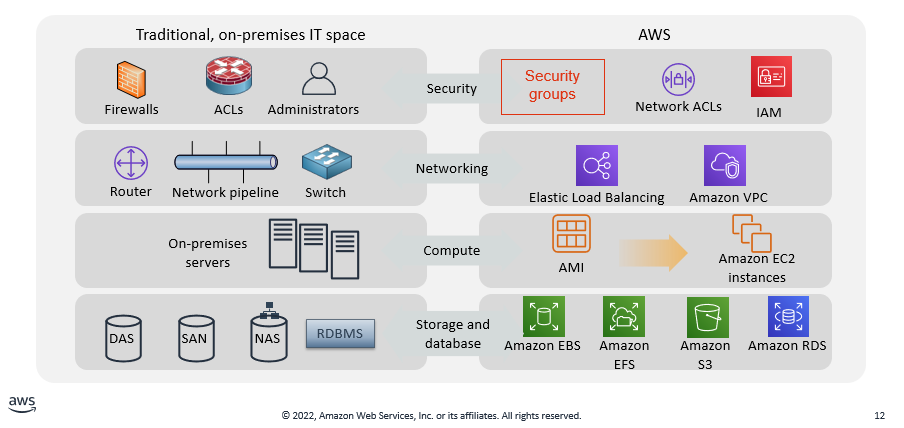 Traditional, on-premises IT space
AWS
Firewalls
ACLs
Administrators
Security
Security
groups
Network ACLs
IAM
Router
Network pipeline
Switch
Networking
Elastic Load Balancing
Amazon VPC
On-premises
servers
Compute
AMI
Amazon EC2
instances
DAS
SAN
NAS
RDBMS
Storage and
database
Amazon EBS
Amazon
EFS
Amazon
S3
Amazon RDS
aws
© 2022, Amazon Web Services, Inc. or its affiliates. All rights reserved.
12